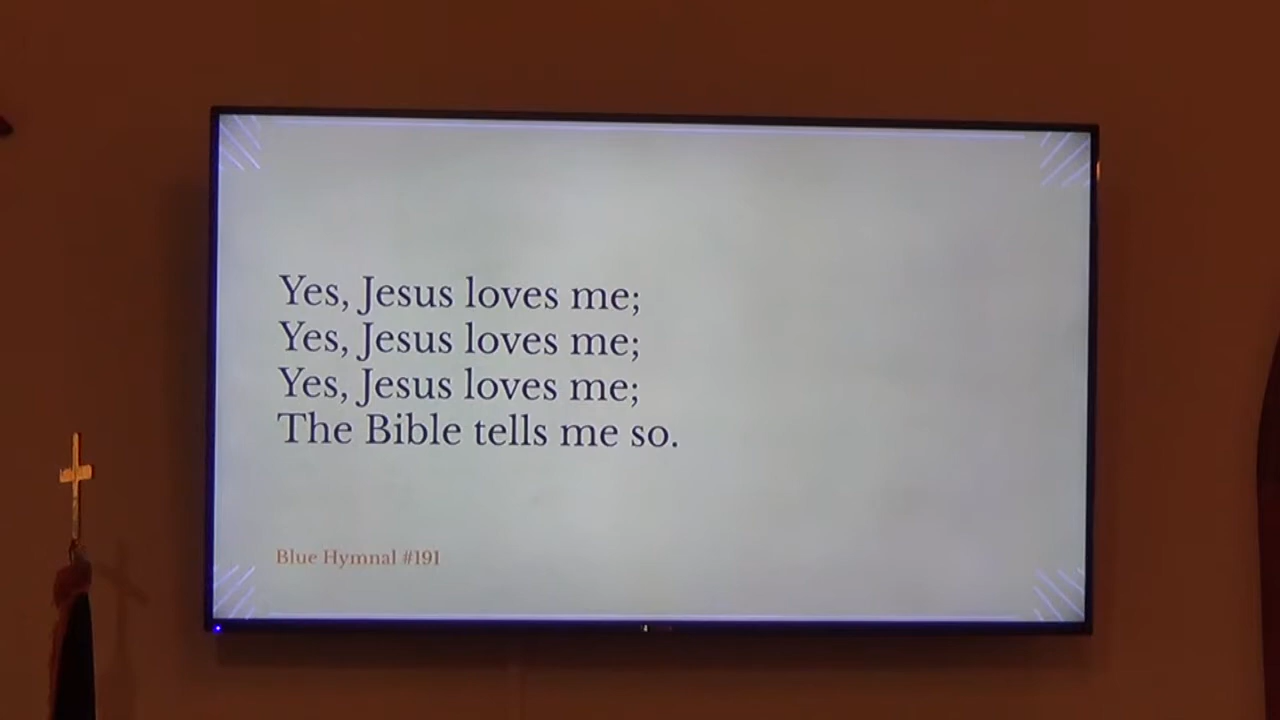 Yes, Jesus loves me;
Yes, Jesus loves me;
Yes, Jesus loves me;
The Bible tells me so.
Blue Hymnal #191